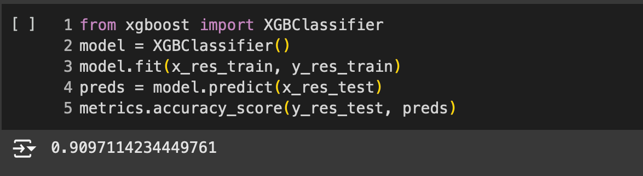 [ ] 1 from xgboost import XGBClassifier
2 model = XGBClassifier()
3 model.fit(x_res_train, y_res_train)
4 preds = model.predict(x_res_test)
5 metrics.accuracy_score(y_res_test, preds)
0.9097114234449761